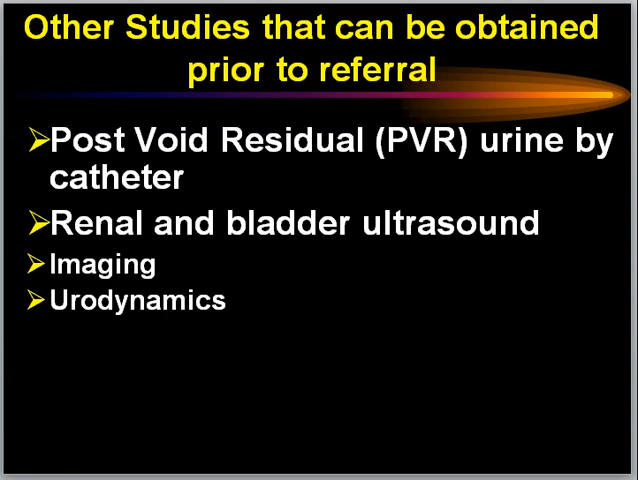 Other Studies that can be obtained
prior to referral
Post Void Residual (PVR) urine by
catheter
Renal and bladder ultrasound
Imaging
Urodynamics